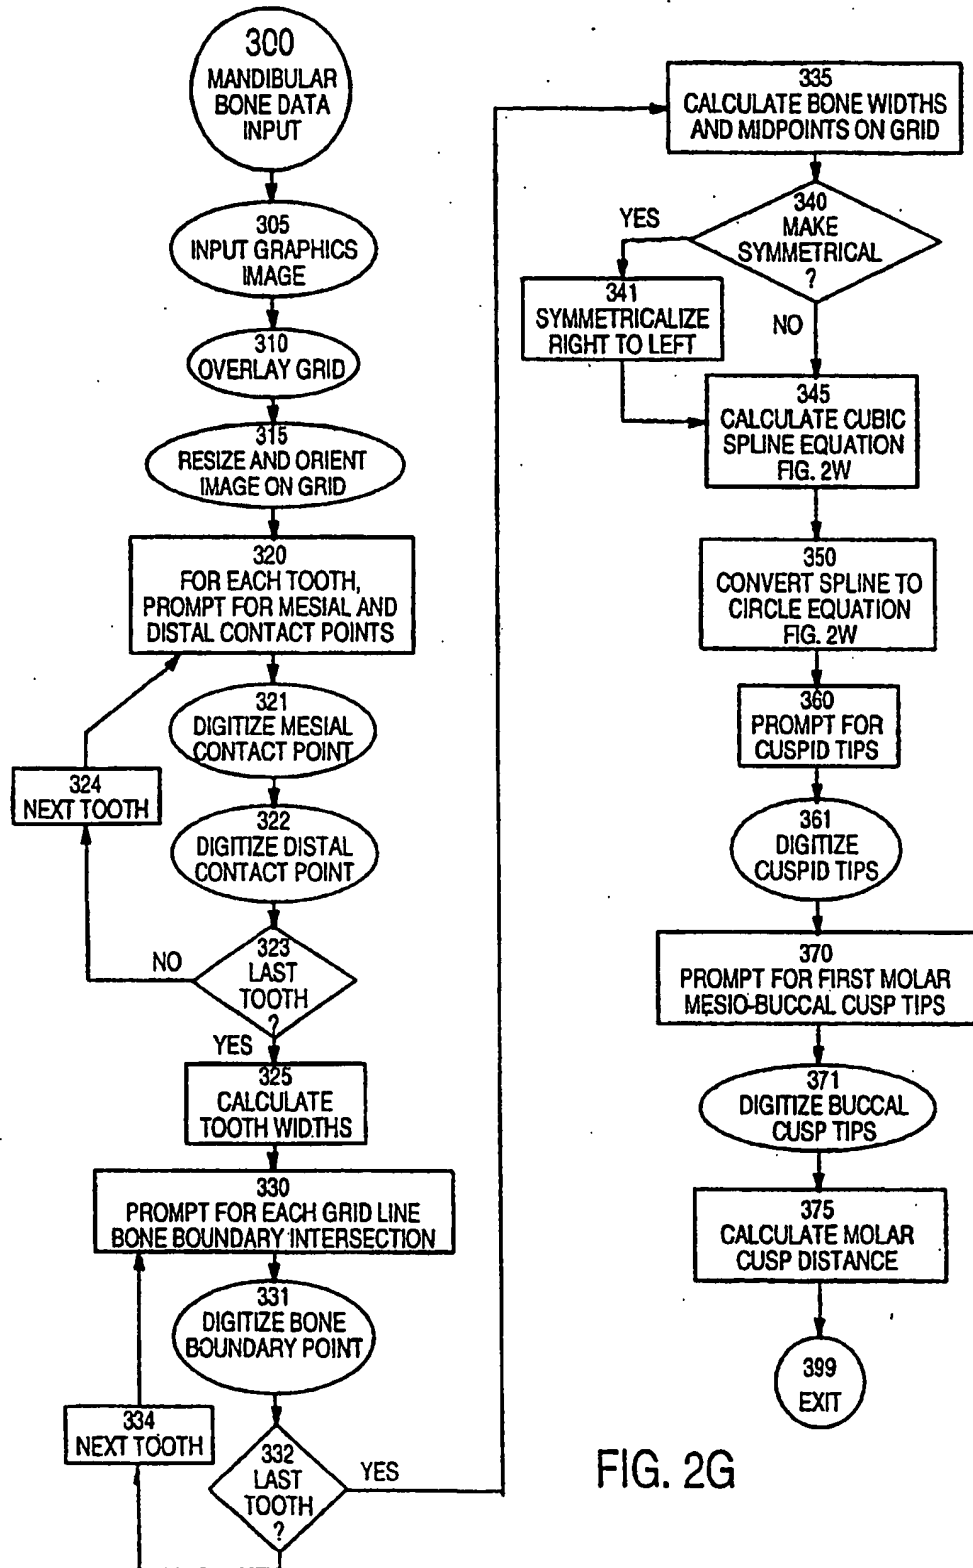 300
MANDIBULAR
BONE DATA
INPUT
305
INPUT GRAPHICS
IMAGE
310
OVERLAY GRID
315
RESIZE AND ORIENT
IMAGE ON GRID
320
FOR EACH TOOTH,
PROMPT FOR MESIAL AND
DISTAL CONTACT POINTS
321
DIGITIZE MESIAL
CONTACT POINT
324
NEXT TOOTH
322
DIGITIZE DISTAL
CONTACT POINT
323
LAST
TOOTH
?
NO
YES
325
CALCULATE
TOOTH WIDTHS
330
PROMPT FOR EACH GRID LINE
BONE BOUNDARY INTERSECTION
331
DIGITIZE BONE
BOUNDARY POINT
334
NEXT TOOTH
332
LAST
TOOTH
?
YES
335
CALCULATE BONE WIDTHS
AND MIDPOINTS ON GRID
340
MAKE
SYMMETRICAL
?
YES
341
SYMMETRICALIZE
RIGHT TO LEFT
NO
345
CALCULATE CUBIC
SPLINE EQUATION
FIG. 2W
350
CONVERT SPLINE TO
CIRCLE EQUATION
FIG. 2W
360
PROMPT FOR
CUSPID TIPS
361
DIGITIZE
CUSPID TIPS
370
PROMPT FOR FIRST MOLAR
MESIO-BUCCAL CUSP TIPS
371
DIGITIZE BUCCAL
CUSP TIPS
375
CALCULATE MOLAR
CUSP DISTANCE
399
EXIT
FIG. 2G